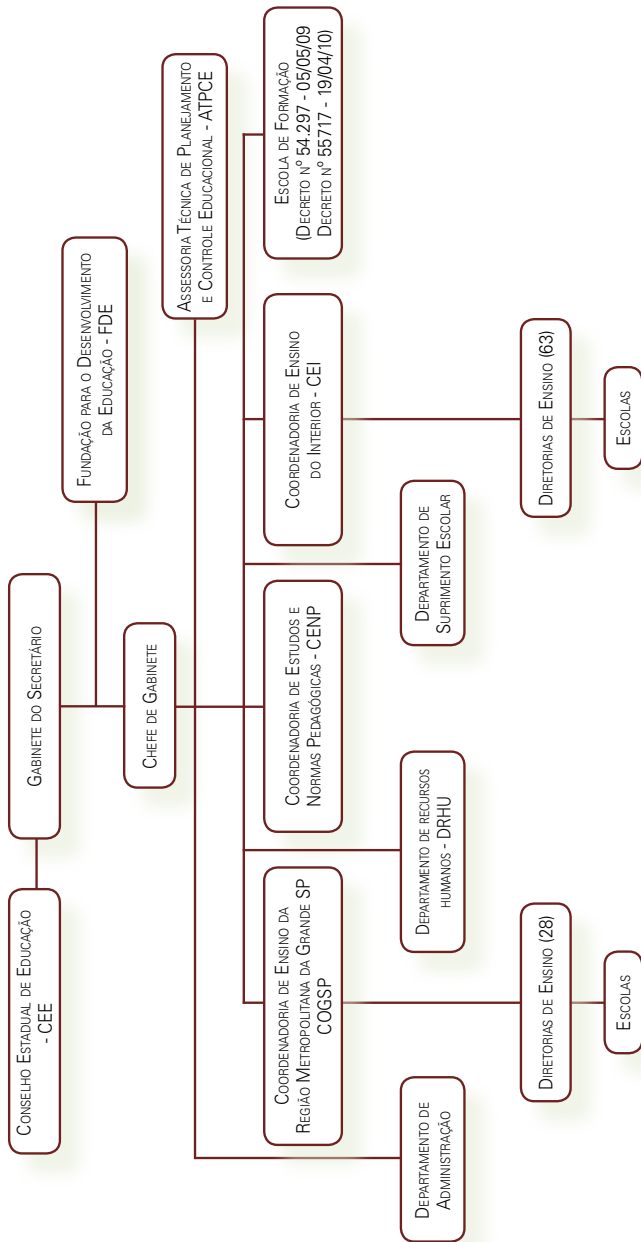 Conselho Estadual de Educação
- CEE
Gabinete do Secretário
Fundação para o Desenvolvimento
da Educação - FDE
Chefe de Gabinete
Assessoria Técnica de Planejamento
e Controle Educacional - ATPCE
Coordenadoria de Ensino da
Região Metropolitana da Grande SP
COGSP
Coordenadoria de Estudos e
Normas Pedagógicas - CENP
Coordenadoria de Ensino
do Interior - CEI
Escola de Formação
(Decreto nº 54.297 - 05/05/09
Decreto nº 55717 - 19/04/10)
Departamento de
Administração
Departamento de recursos
humanos - DRHU
Departamento de
Suprimento Escolar
Diretorias de Ensino (28)
Diretorias de Ensino (63)
Escolas
Escolas